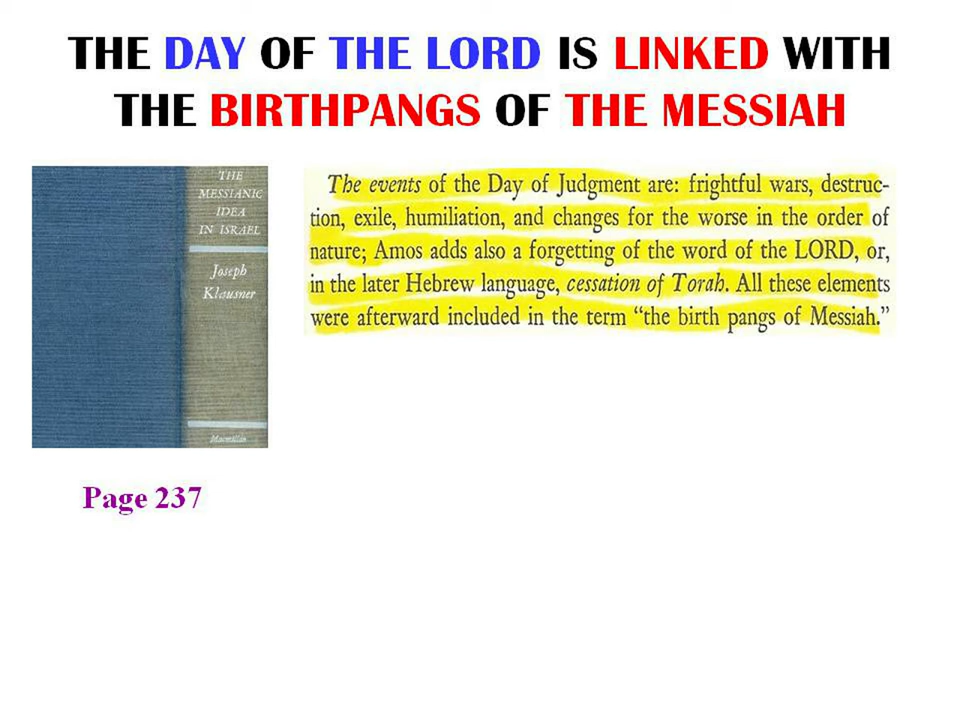 THE DAY OF THE LORD IS LINKED WITH
THE BIRTHPANGS OF THE MESSIAH
THE
MESSIANIC
IDEA
IN ISRAEL
Joseph
Klausner
Macmillan
The events of the Day of Judgment are: frightful wars, destruc-
tion, exile, humiliation, and changes for the worse in the order of
nature; Amos adds also a forgetting of the word of the LORD, or,
in the later Hebrew language, cessation of Torah. All these elements
were afterward included in the term “the birth pangs of Messiah.”
Page 237